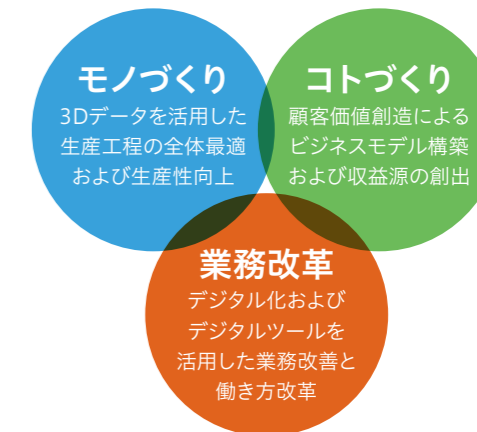 モノづくり
3Dデータを活用した
生産工程の全体最適
および生産性向上
コトづくり
顧客価値創造による
ビジネスモデル構築
および収益源の創出
業務改革
デジタル化および
デジタルツールを
活用した業務改善と
働き方改革